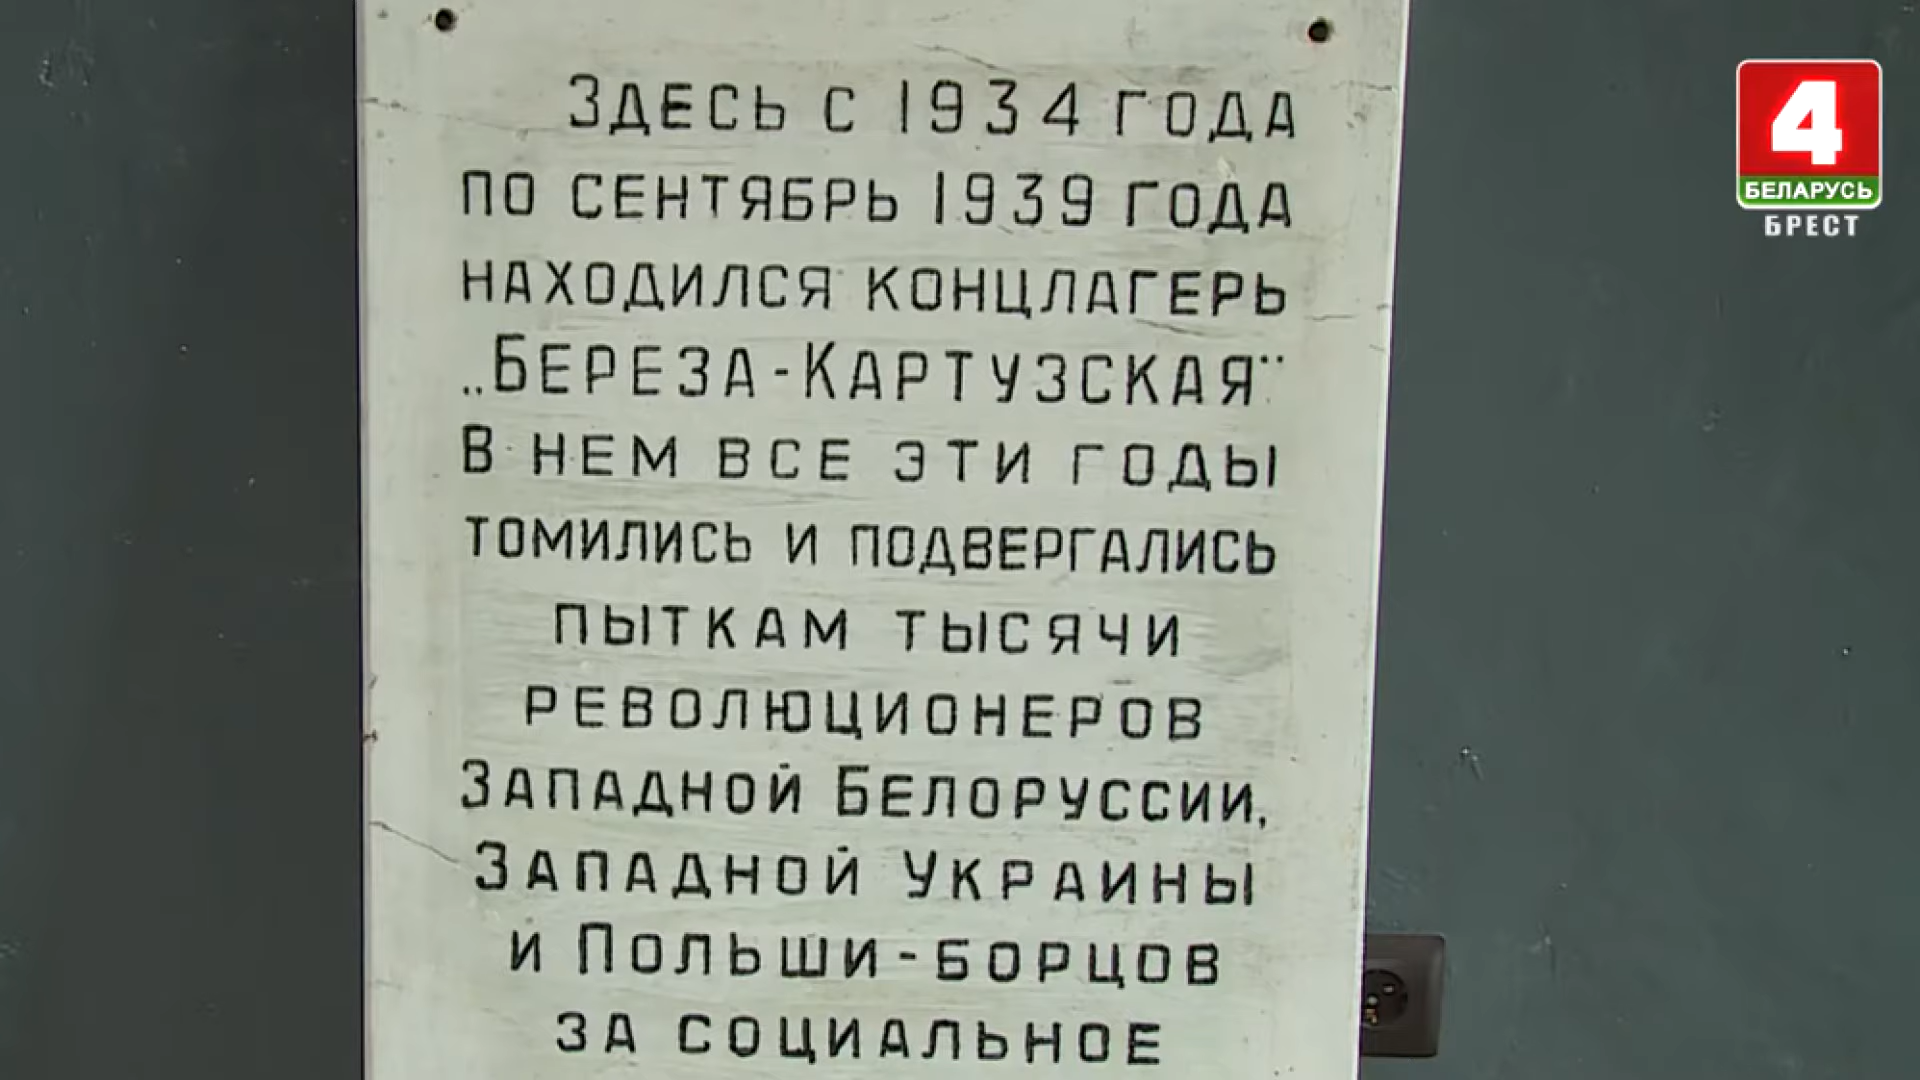 Здесь с 1934 года
по сентябрь 1939 года
находился концлагерь
„Береза-Картузская"
В нем все эти годы
томились и подвергались
пыткам тысячи
революционеров
Западной Белоруссии,
Западной Украины
и Польши-борцов
за социальное
4
БЕЛАРУСЬ
БРЕСТ